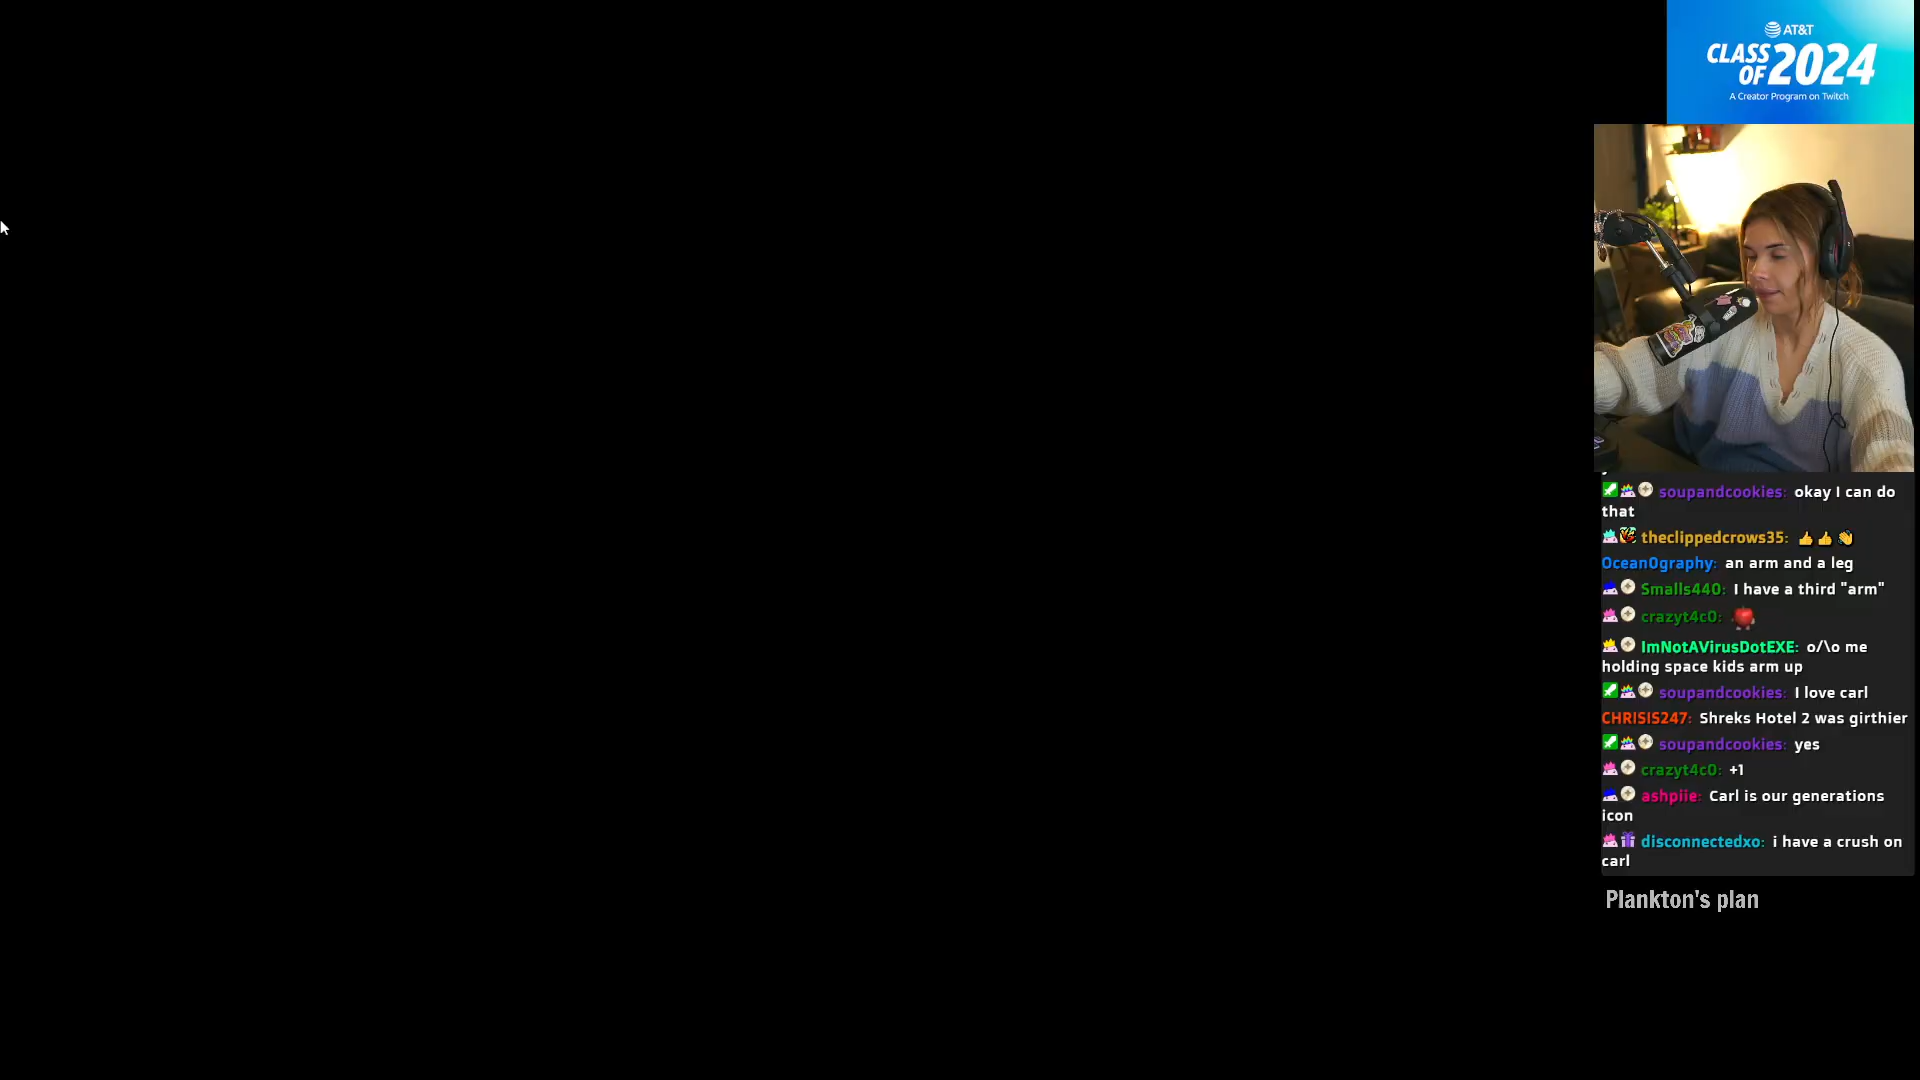 AT&T
CLASS
OF 2024
A Creator Program on Twitch
soupandcookies: okay I can do
that
theclippedcrows35: 👍👍👏
OceanOgraphy: an arm and a leg
Smalls440: I have a third "arm"
crazyt4c0:
ImNotAVirusDotEXE: o/\o me
holding space kids arm up
soupandcookies: I love carl
CHRISIS247: Shreks Hotel 2 was girthier
soupandcookies: yes
crazyt4c0: +1
ashpiie: Carl is our generations
icon
disconnectedxo: i have a crush on
carl
Plankton's plan